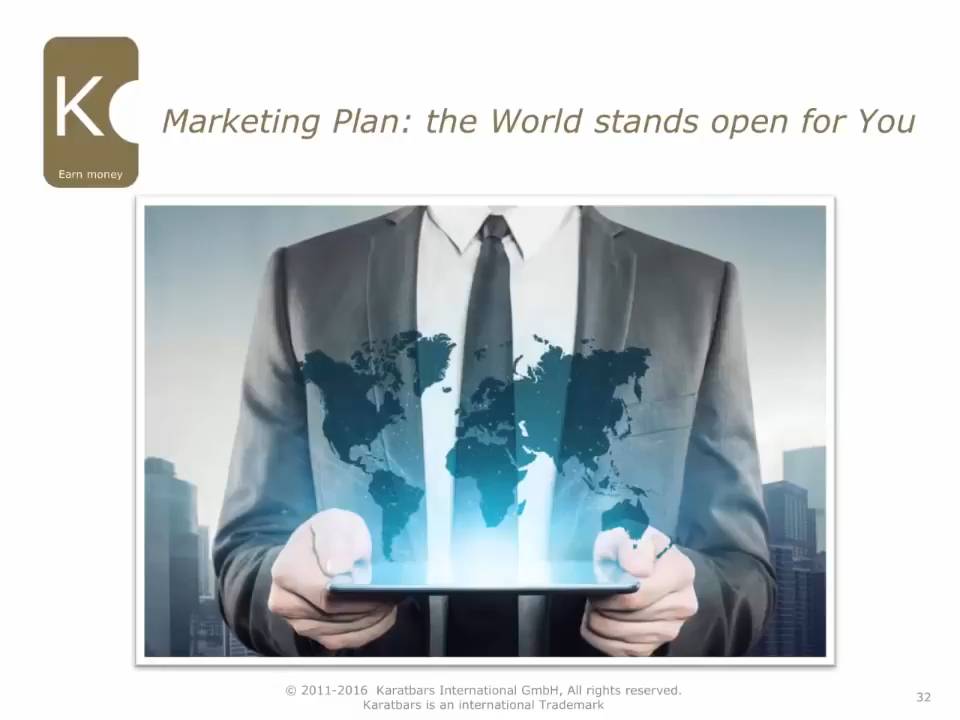 K
Earn money
Marketing Plan: the World stands open for You
© 2011-2016 Karatbars International GmbH, All rights reserved.
Karatbars is an international Trademark
32